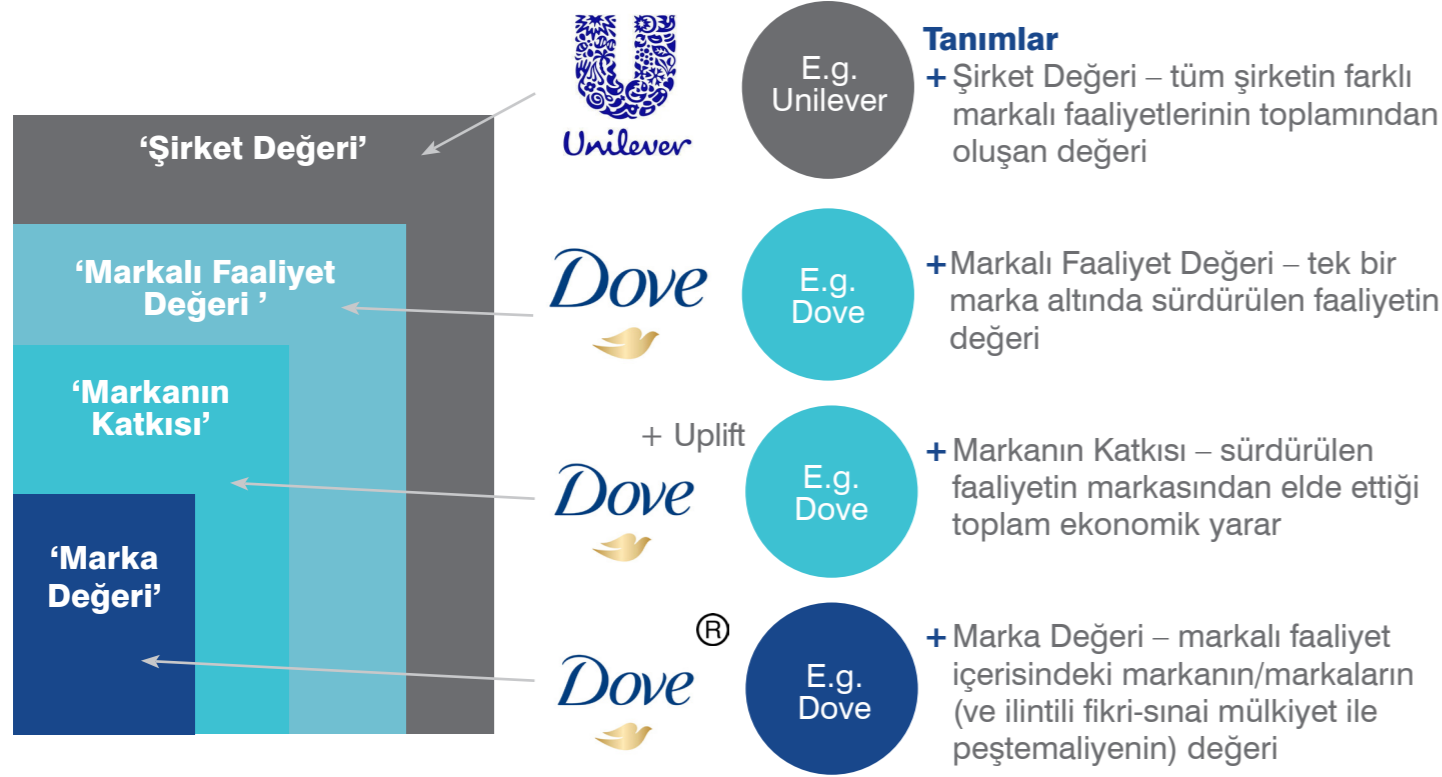 ‘Şirket Değeri’
‘Markalı Faaliyet
Değeri ’
‘Markanın
Katkısı’
‘Marka
Değeri’
Unilever
E.g.
Unilever
Tanımlar
+ Şirket Değeri – tüm şirketin farklı
markalı faaliyetlerinin toplamından
oluşan değeri
Dove
E.g.
Dove
+ Markalı Faaliyet Değeri – tek bir
marka altında sürdürülen faaliyetin
değeri
+ Uplift
Dove
E.g.
Dove
+ Markanın Katkısı – sürdürülen
faaliyetin markasından elde ettiği
toplam ekonomik yarar
®
Dove
E.g.
Dove
+ Marka Değeri – markalı faaliyet
içerisindeki markanın/markaların
(ve ilintili fikri-sınai mülkiyet ile
peştemaliyenin) değeri